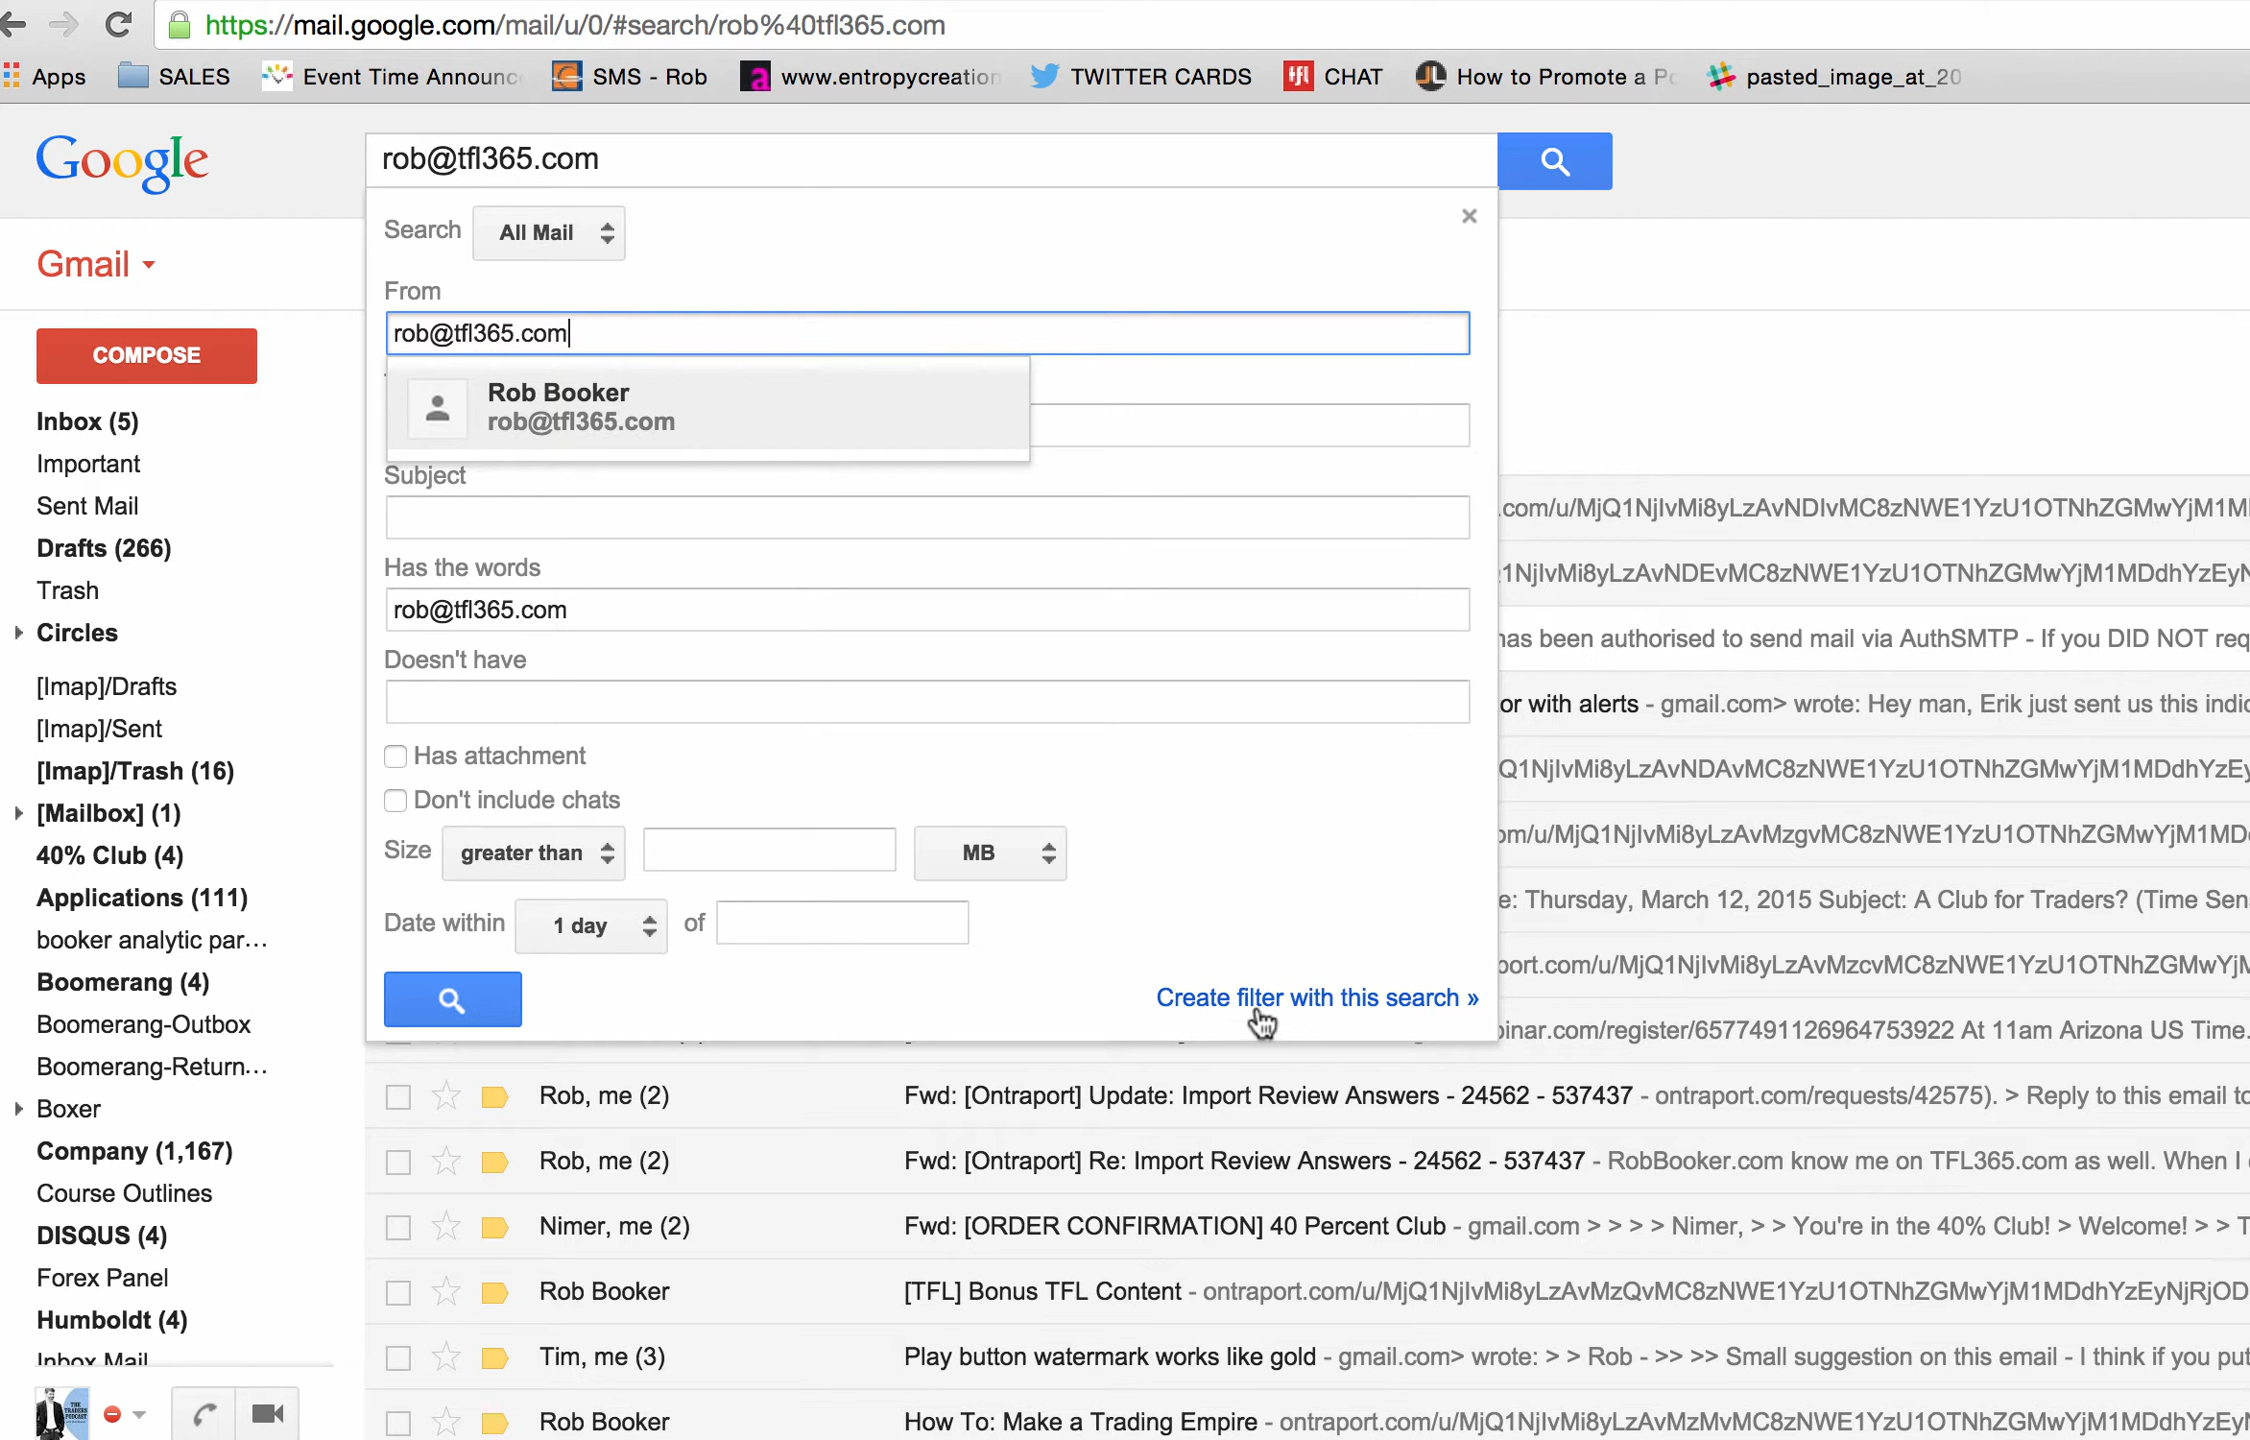 https://mail.google.com/mail/u/0/#search/rob%40tfl365.com
Apps SALES Event Time Announc SMS - Rob www.entropycreation TWITTER CARDS CHAT How to Promote a Po pasted_image_at_20
Google
rob@tfl365.com
Search All Mail
Gmail
From
rob@tfl365.com
COMPOSE
Rob Booker
rob@tfl365.com
Inbox (5)
Important
Subject
Sent Mail
.com/u/MjQ1NjIvMi8yLzAvNDIvMC8zNWE1YzU1OTNhZGMwYjM1M
Drafts (266)
Has the words
1NjIvMi8yLzAvNDEvMC8zNWE1YzU1OTNhZGMwYjM1MDdhYzEyN
Trash
rob@tfl365.com
Circles
has been authorised to send mail via AuthSMTP - If you DID NOT req
Doesn't have
[Imap]/Drafts
or with alerts - gmail.com> wrote: Hey man, Erik just sent us this indic
[Imap]/Sent
Has attachment
[Imap]/Trash (16)
Q1NjIvMi8yLzAvNDAvMC8zNWE1YzU1OTNhZGMwYjM1MDdhYzEy
Don't include chats
[Mailbox] (1)
om/u/MjQ1NjIvMi8yLzAvMzgvMC8zNWE1YzU1OTNhZGMwYjM1MD
Size greater than MB
40% Club (4)
Applications (111)
e: Thursday, March 12, 2015 Subject: A Club for Traders? (Time Sen
Date within 1 day of
booker analytic par...
port.com/u/MjQ1NjIvMi8yLzAvMzcvMC8zNWE1YzU1OTNhZGMwYjM
Boomerang (4)
Create filter with this search »
Boomerang-Outbox
binar.com/register/6577491126964753922 At 11am Arizona US Time.
Boomerang-Return...
Rob, me (2) Fwd: [Ontraport] Update: Import Review Answers - 24562 - 537437 - ontraport.com/requests/42575). > Reply to this email to
Boxer
Company (1,167)
Rob, me (2) Fwd: [Ontraport] Re: Import Review Answers - 24562 - 537437 - RobBooker.com know me on TFL365.com as well. When I
Course Outlines
Nimer, me (2) Fwd: [ORDER CONFIRMATION] 40 Percent Club - gmail.com > > > > Nimer, > > You're in the 40% Club! > Welcome! > > T
DISQUS (4)
Forex Panel
Rob Booker [TFL] Bonus TFL Content - ontraport.com/u/MjQ1NjIvMi8yLzAvMzQvMC8zNWE1YzU1OTNhZGMwYjM1MDdhYzEyNjRjOD
Humboldt (4)
Inbox Mail
Tim, me (3) Play button watermark works like gold - gmail.com> wrote: > > Rob - >> >> Small suggestion on this email - I think if you put
Rob Booker How To: Make a Trading Empire - ontraport.com/u/MjQ1NjIvMi8yLzAvMzMvMC8zNWE1YzU1OTNhZGMwYjM1MDdhYzEyN